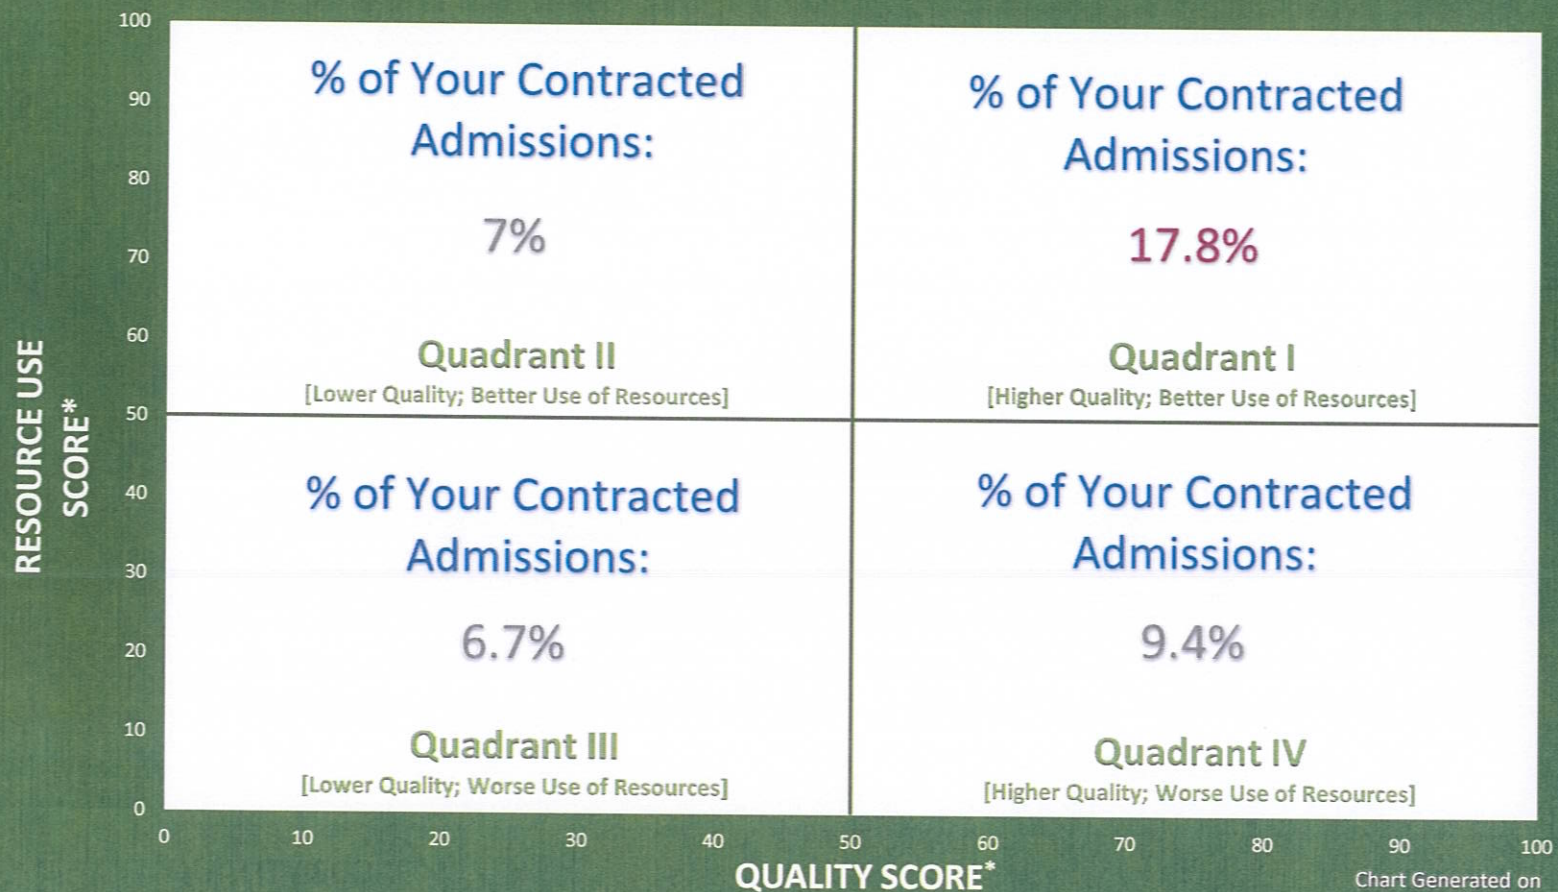 100
90
80
70
60
50
40
30
20
10
0
RESOURCE USE
SCORE*
% of Your Contracted
Admissions:
7%
Quadrant II
[Lower Quality; Better Use of Resources]
% of Your Contracted
Admissions:
17.8%
Quadrant I
[Higher Quality; Better Use of Resources]
% of Your Contracted
Admissions:
6.7%
Quadrant III
[Lower Quality; Worse Use of Resources]
% of Your Contracted
Admissions:
9.4%
Quadrant IV
[Higher Quality; Worse Use of Resources]
0 10 20 30 40 50 60 70 80 90 100
QUALITY SCORE*
Chart Generated on